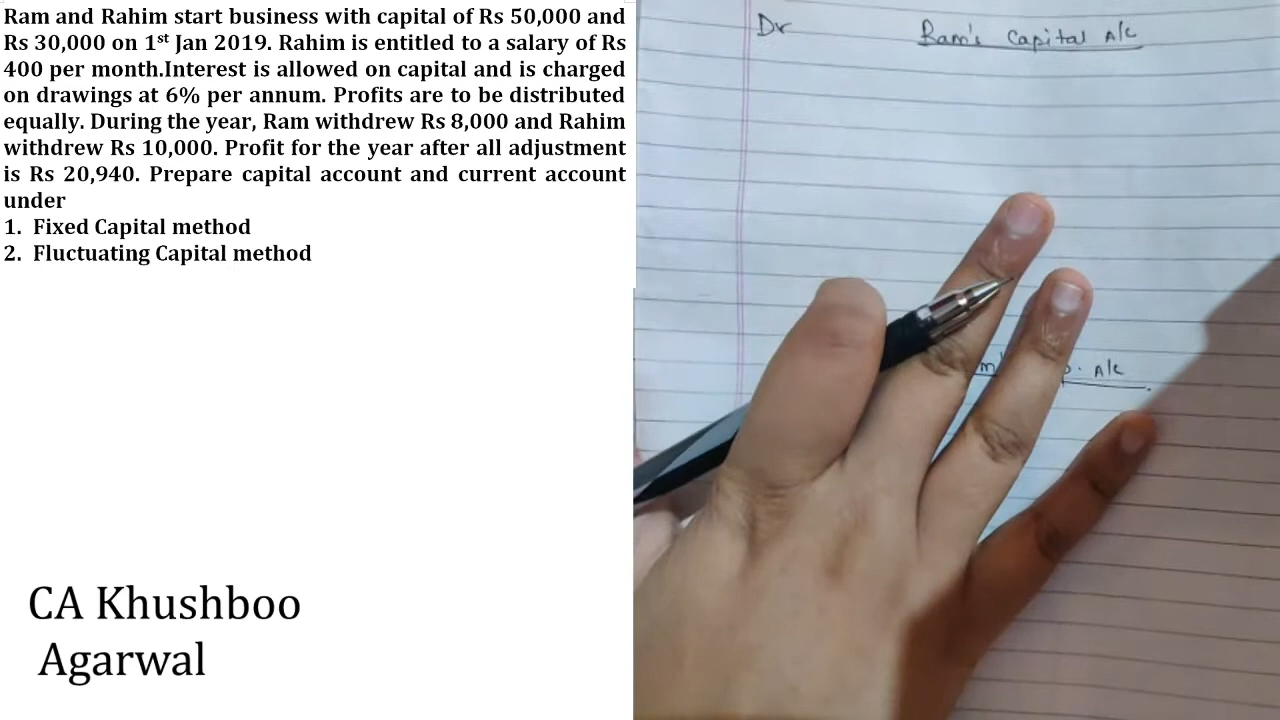 Ram and Rahim start business with capital of Rs 50,000 and
Rs 30,000 on 1st Jan 2019. Rahim is entitled to a salary of Rs
400 per month.Interest is allowed on capital and is charged
on drawings at 6% per annum. Profits are to be distributed
equally. During the year, Ram withdrew Rs 8,000 and Rahim
withdrew Rs 10,000. Profit for the year after all adjustment
is Rs 20,940. Prepare capital account and current account
under
1. Fixed Capital method
2. Fluctuating Capital method
CA Khushboo
Agarwal
Dr Ram's Capital A/c
A/c